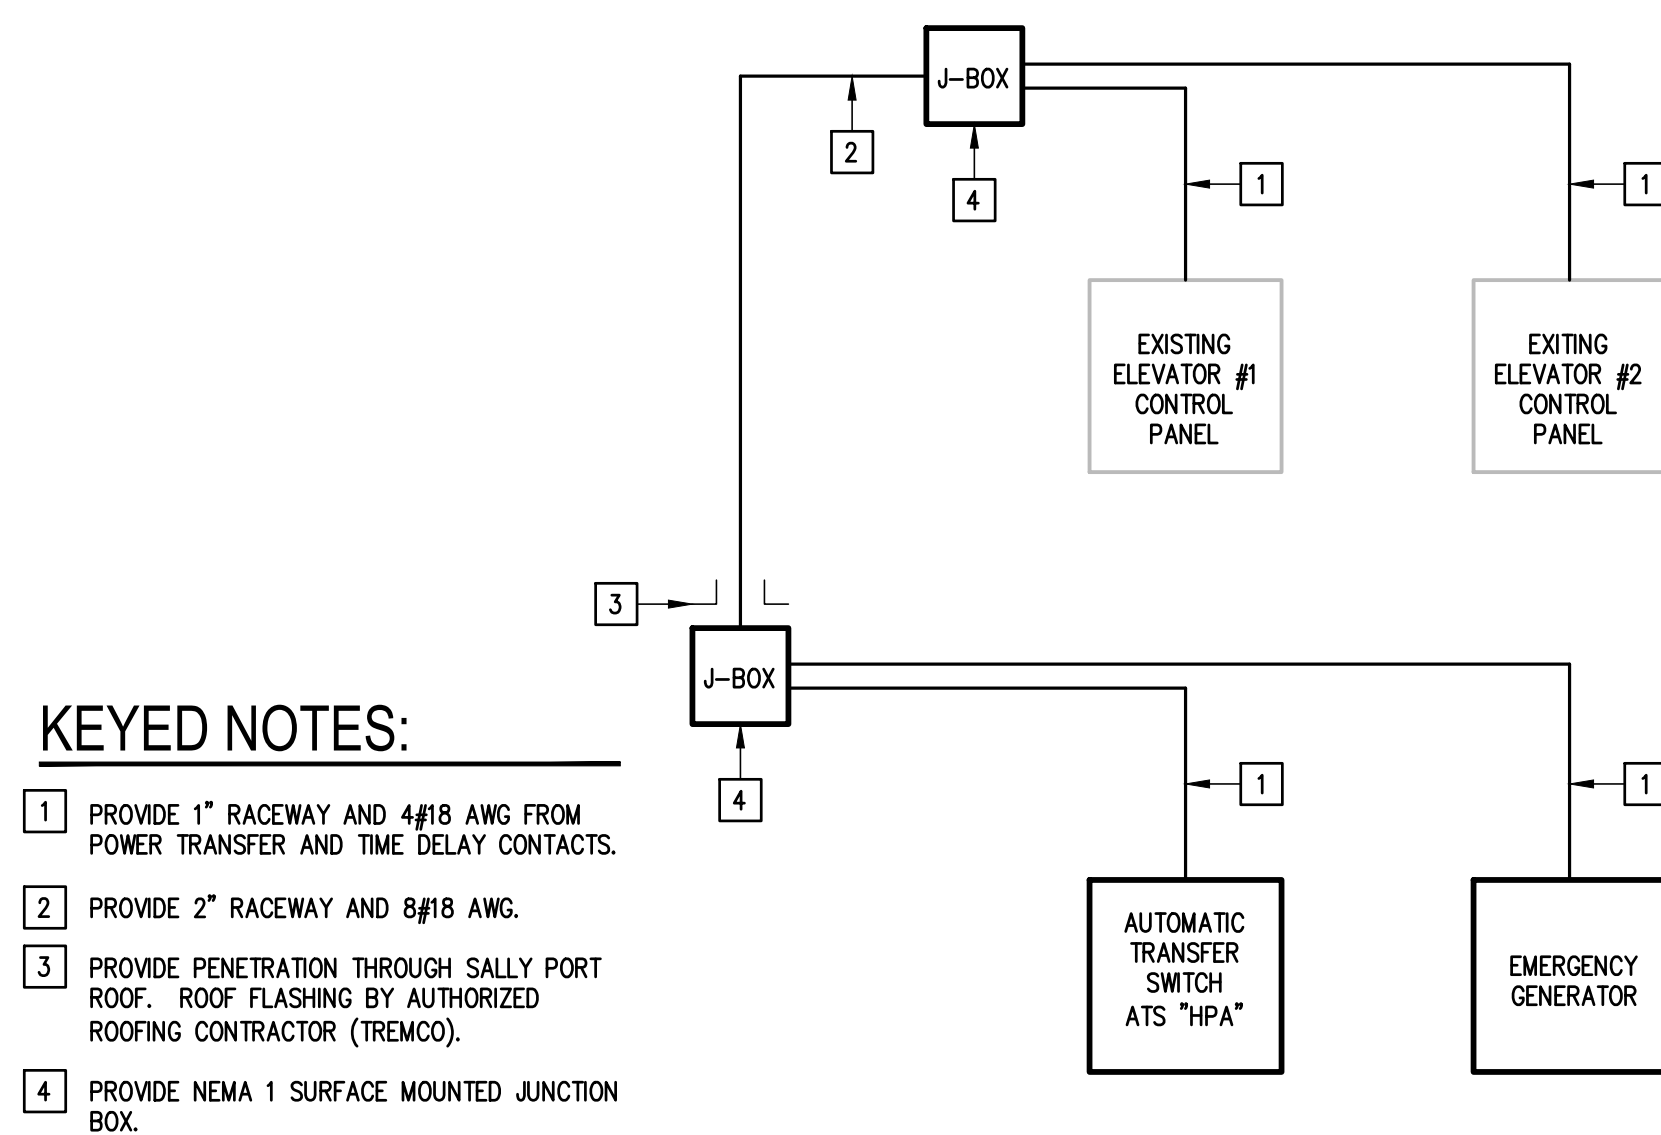 J-BOX
2
4
1
1
EXISTING
ELEVATOR #1
CONTROL
PANEL
EXITING
ELEVATOR #2
CONTROL
PANEL
3
J-BOX
4
1
1
AUTOMATIC
TRANSFER
SWITCH
ATS "HPA"
EMERGENCY
GENERATOR
KEYED NOTES:
1 PROVIDE 1" RACEWAY AND 4#18 AWG FROM
POWER TRANSFER AND TIME DELAY CONTACTS.
2 PROVIDE 2" RACEWAY AND 8#18 AWG.
3 PROVIDE PENETRATION THROUGH SALLY PORT
ROOF. ROOF FLASHING BY AUTHORIZED
ROOFING CONTRACTOR (TREMCO).
4 PROVIDE NEMA 1 SURFACE MOUNTED JUNCTION
BOX.